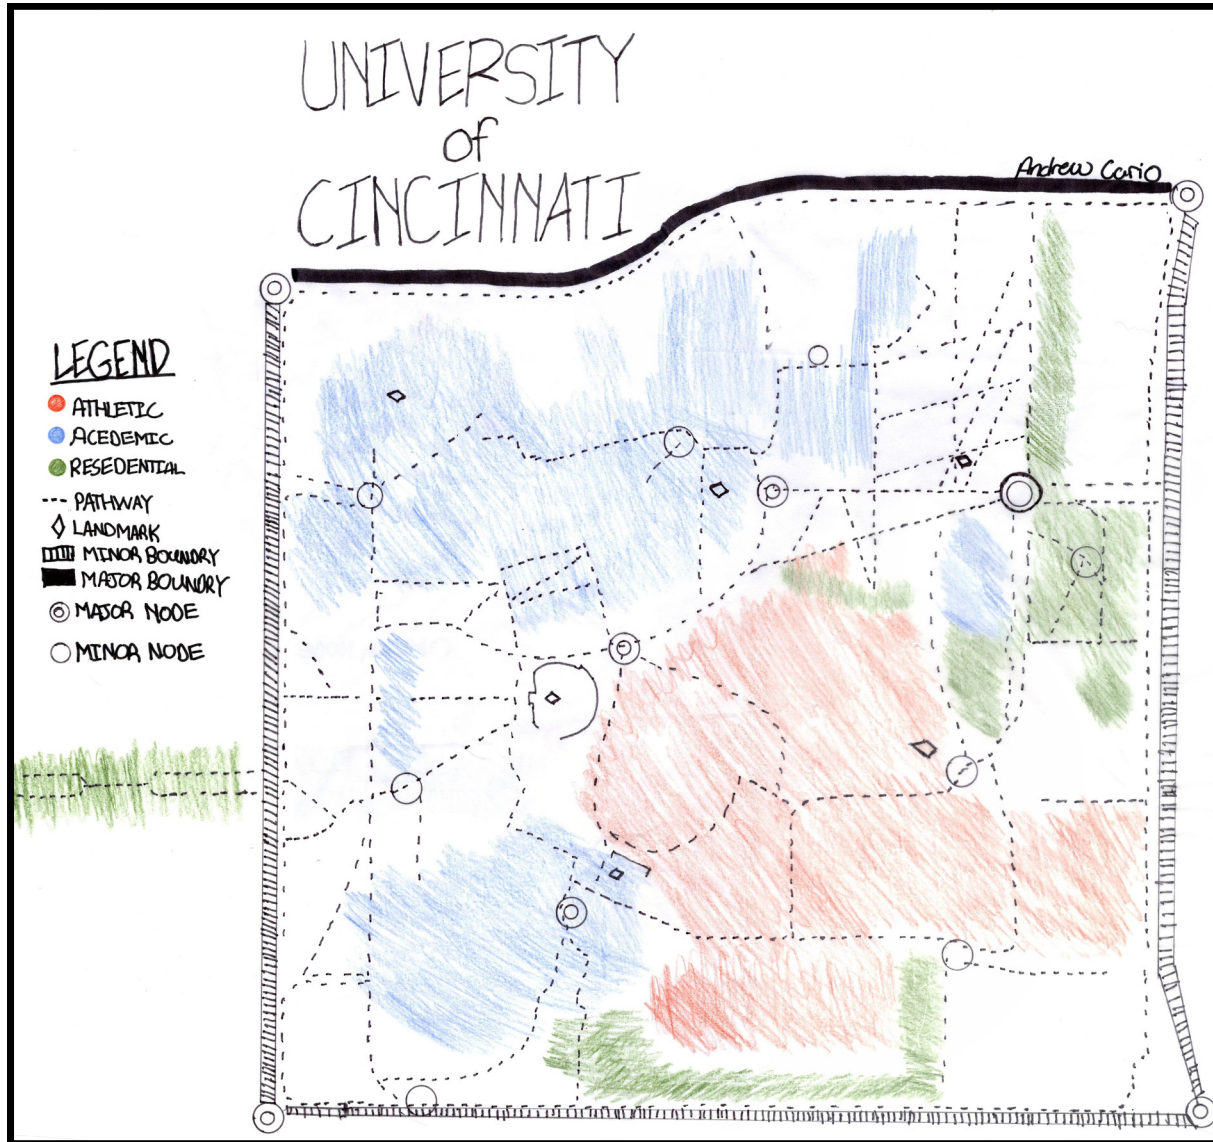 UNIVERSITY
of
CINCINNATI
Andrew Cario
LEGEND
ATHLETIC
ACEDEMIC
RESEDENTIAL
PATHWAY
LANDMARK
MINOR BOUNDRY
MAJOR BOUNDRY
MAJOR NODE
MINOR NODE